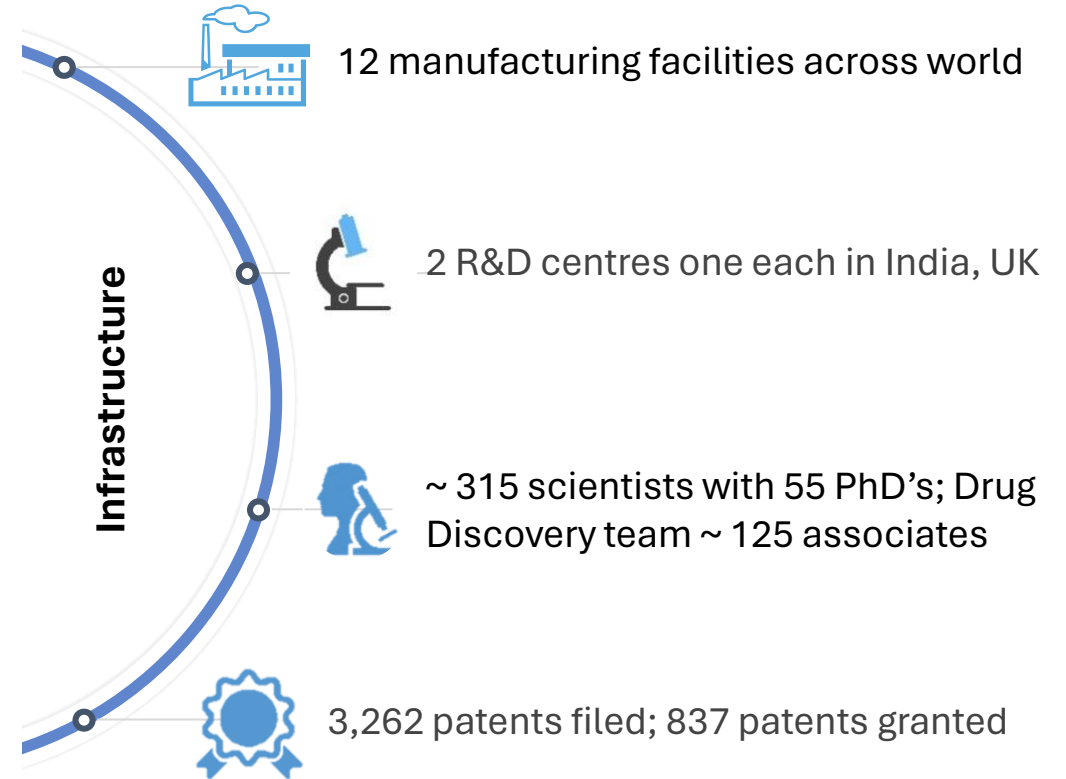 12 manufacturing facilities across world
2 R&D centres one each in India, UK
Infrastructure
~ 315 scientists with 55 PhD’s; Drug
Discovery team ~ 125 associates
3,262 patents filed; 837 patents granted